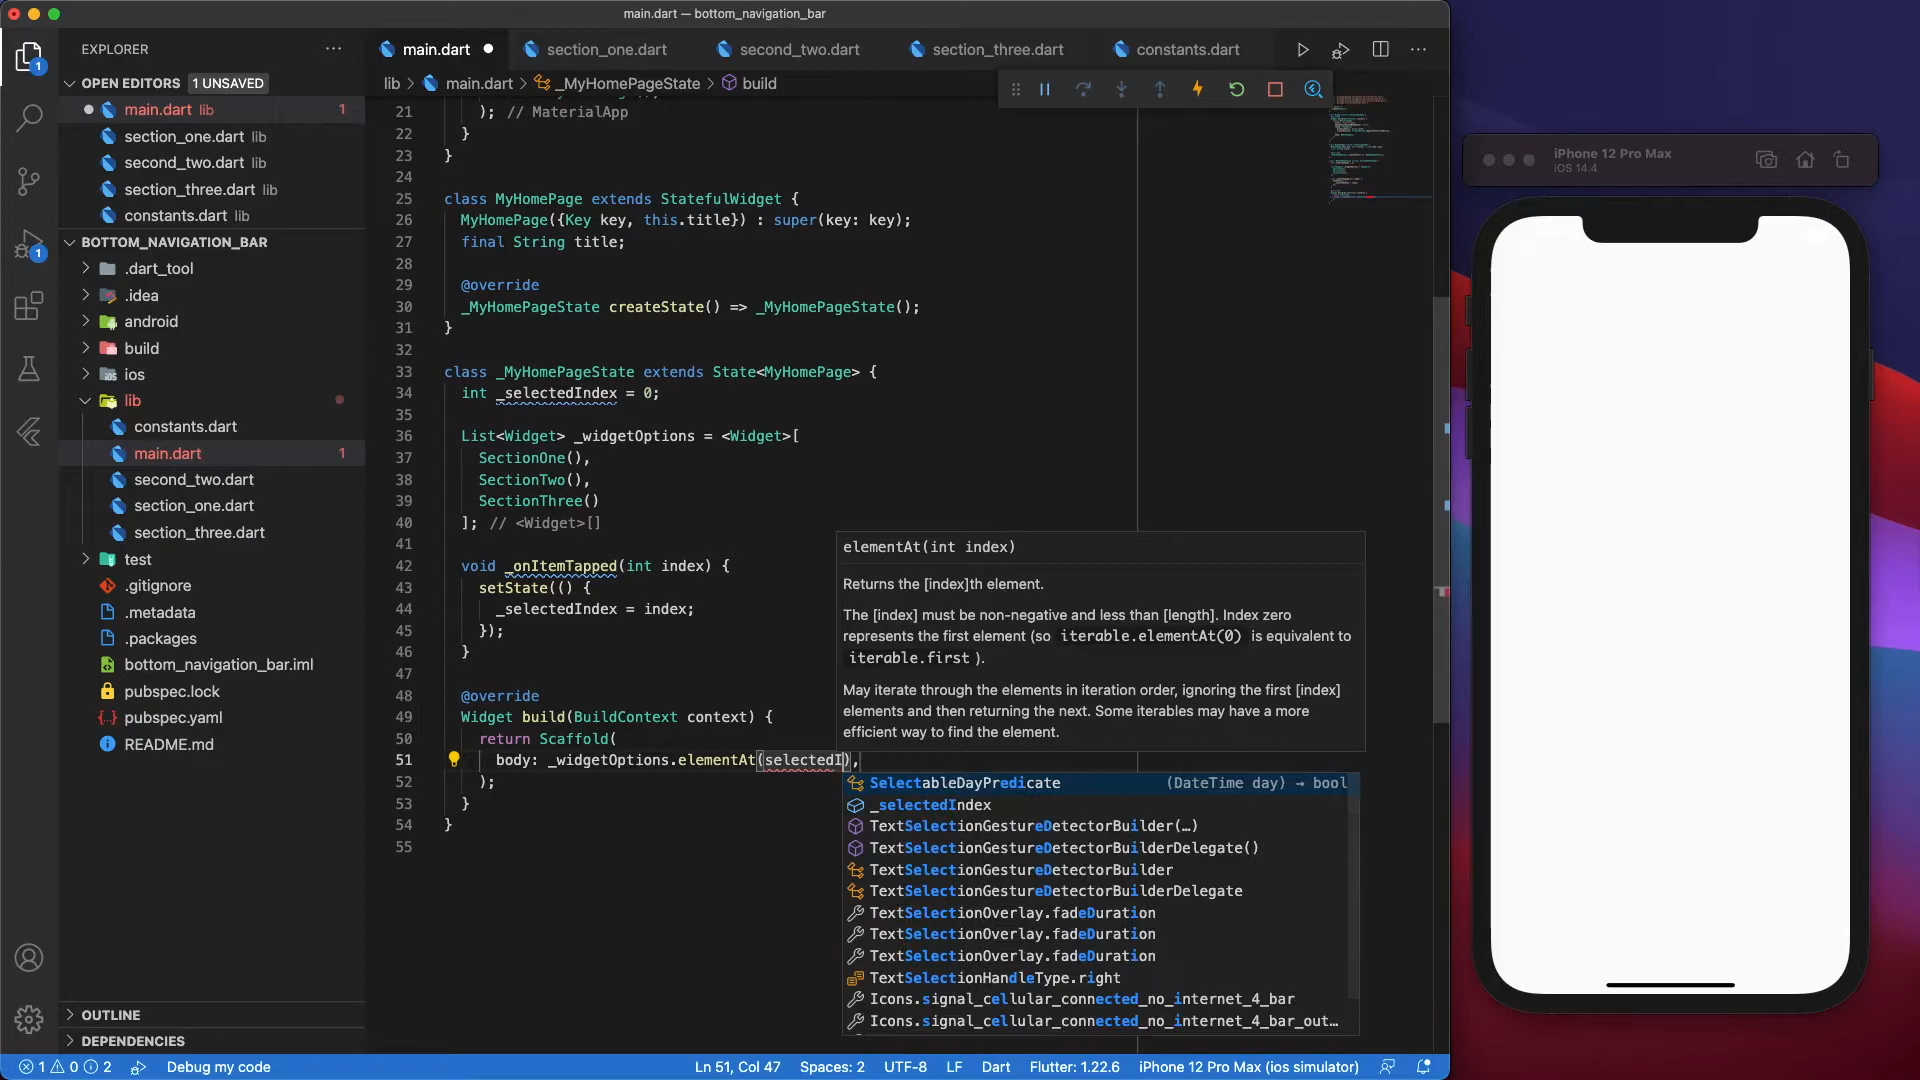 main.dart — bottom_navigation_bar
EXPLORER
OPEN EDITORS 1 UNSAVED
main.dart lib 1
section_one.dart lib
second_two.dart lib
section_three.dart lib
constants.dart lib
BOTTOM_NAVIGATION_BAR
.dart_tool
.idea
android
build
ios
lib
constants.dart
main.dart 1
second_two.dart
section_one.dart
section_three.dart
test
.gitignore
.metadata
.packages
bottom_navigation_bar.iml
pubspec.lock
pubspec.yaml
README.md
OUTLINE
DEPENDENCIES
1
1
main.dart
section_one.dart
second_two.dart
section_three.dart
constants.dart
lib > main.dart > _MyHomePageState > build
21 ); // MaterialApp
22 }
23 }
24
25 class MyHomePage extends StatefulWidget {
26 MyHomePage({Key key, this.title}) : super(key: key);
27 final String title;
28
29 @override
30 _MyHomePageState createState() => _MyHomePageState();
31 }
32
33 class _MyHomePageState extends State<MyHomePage> {
34 int _selectedIndex = 0;
35
36 List<Widget> _widgetOptions = <Widget>[
37 SectionOne(),
38 SectionTwo(),
39 SectionThree()
40 ]; // <Widget>[]
41
42 void _onItemTapped(int index) {
43 setState(() {
44 _selectedIndex = index;
45 });
46 }
47
48 @override
49 Widget build(BuildContext context) {
50 return Scaffold(
51 body: _widgetOptions.elementAt(selectedI),
52 );
53 }
54 }
55
elementAt(int index)
Returns the [index]th element.
The [index] must be non-negative and less than [length]. Index zero
represents the first element (so iterable.elementAt(0) is equivalent to
iterable.first ).
May iterate through the elements in iteration order, ignoring the first [index]
elements and then returning the next. Some iterables may have a more
efficient way to find the element.
SelectableDayPredicate (DateTime day) → bool
_selectedIndex
TextSelectionGestureDetectorBuilder(…)
TextSelectionGestureDetectorBuilderDelegate()
TextSelectionGestureDetectorBuilder
TextSelectionGestureDetectorBuilderDelegate
TextSelectionOverlay.fadeDuration
TextSelectionOverlay.fadeDuration
TextSelectionOverlay.fadeDuration
TextSelectionHandleType.right
Icons.signal_cellular_connected_no_internet_4_bar
Icons.signal_cellular_connected_no_internet_4_bar_out…
iPhone 12 Pro Max
iOS 14.4
1 0 2 Debug my code
Ln 51, Col 47 Spaces: 2 UTF-8 LF Dart Flutter: 1.22.6 iPhone 12 Pro Max (ios simulator)